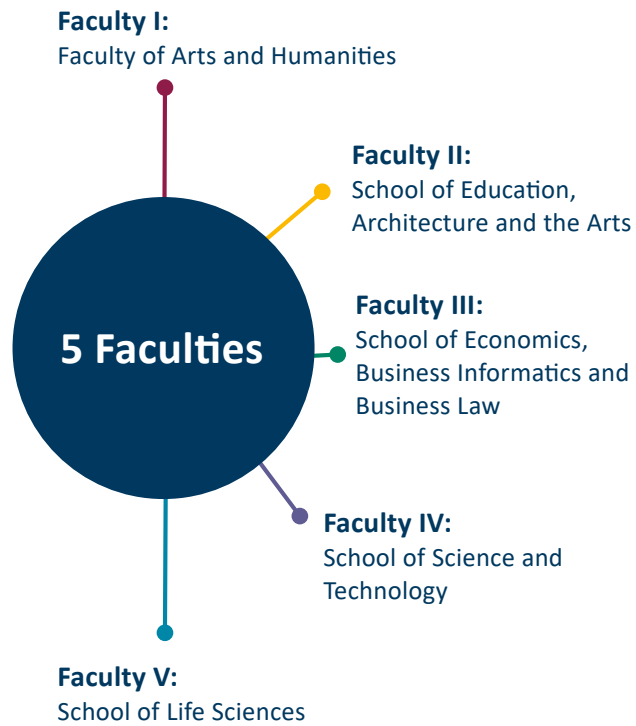 Faculty I:
Faculty of Arts and Humanities
Faculty II:
School of Education,
Architecture and the Arts
5 Faculties
Faculty III:
School of Economics,
Business Informatics and
Business Law
Faculty IV:
School of Science and
Technology
Faculty V:
School of Life Sciences